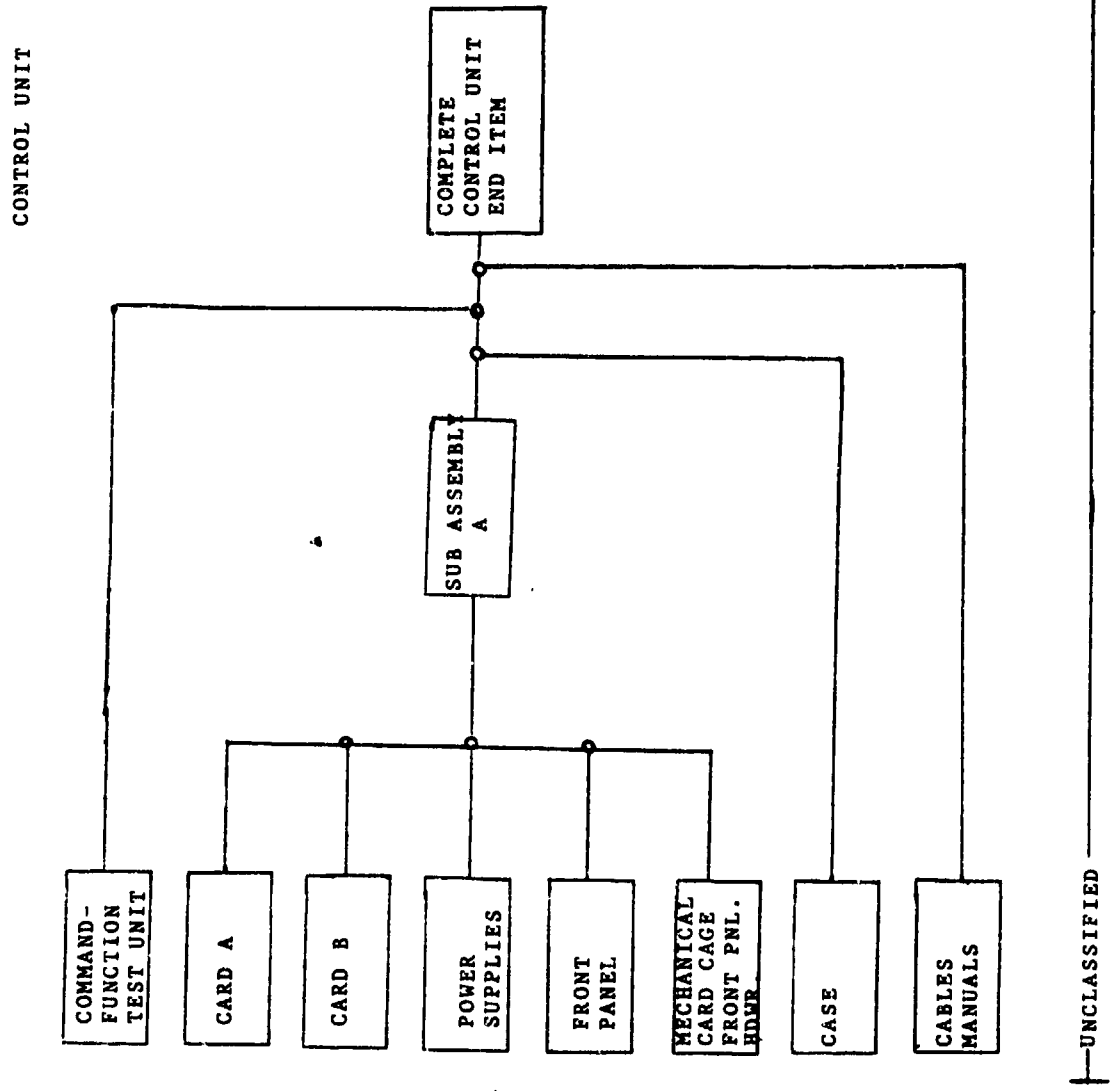 CONTROL UNIT
COMMAND-
FUNCTION
TEST UNIT
CARD A
CARD B
POWER
SUPPLIES
FRONT
PANEL
MECHANICAL
CARD CAGE
FRONT PNL.
HDWR.
CASE
CABLES
MANUALS
SUB ASSEMBLY
A
COMPLETE
CONTROL UNIT
END ITEM
UNCLASSIFIED